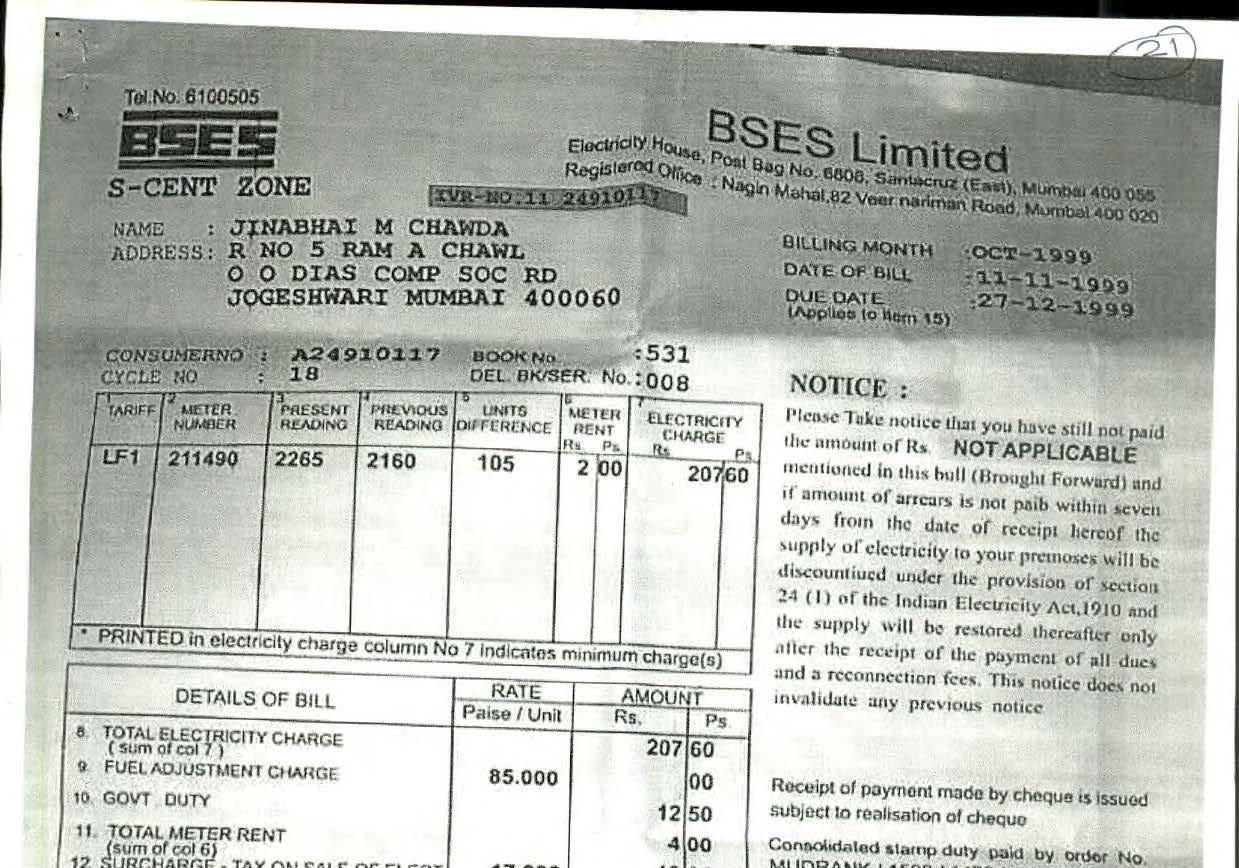 21
Tel.No. 6100505
BSES
S-CENT ZONE
BSES Limited
Electricity House, Post Bag No. 6608, Santacruz (East), Mumbai 400 055
Registered Office : Nagin Mahal,82 Veer nariman Road, Mumbai 400 020
IVR-NO:11 24910117
NAME : JINABHAI M CHAWDA
ADDRESS: R NO 5 RAM A CHAWL
O O DIAS COMP SOC RD
JOGESHWARI MUMBAI 400060
BILLING MONTH :OCT-1999
DATE OF BILL :11-11-1999
DUE DATE :27-12-1999
(Applies to item 15)
CONSUMERNO : A24910117 BOOK No. :531
CYCLE NO : 18 DEL. BK/SER. No.:008
1 TARIFF 2 METER NUMBER 3 PRESENT READING 4 PREVIOUS READING 5 UNITS DIFFERENCE 6 METER RENT Rs. Ps. 7 ELECTRICITY CHARGE Rs. Ps.
LF1 211490 2265 2160 105 2 00 207 60
* PRINTED in electricity charge column No 7 indicates minimum charge(s)
NOTICE :
Please Take notice that you have still not paid
the amount of Rs. NOT APPLICABLE
mentioned in this bull (Brought Forward) and
if amount of arrears is not paib within seven
days from the date of receipt hereof the
supply of electricity to your premoses will be
discountiued under the provision of section
24 (1) of the Indian Electricity Act,1910 and
the supply will be restored thereafter only
after the receipt of the payment of all dues
and a reconnection fees. This notice does not
invalidate any previous notice
DETAILS OF BILL RATE AMOUNT
Paise / Unit Rs. Ps.
8. TOTAL ELECTRICITY CHARGE 207 60
( sum of col 7 )
9. FUEL ADJUSTMENT CHARGE 85.000 00
10. GOVT. DUTY 12 50
11. TOTAL METER RENT 4 00
(sum of col 6)
12. SURCHARGE - TAX ON SALE OF ELECT
Receipt of payment made by cheque is issued
subject to realisation of cheque
Consolidated stamp duty paid by order No.